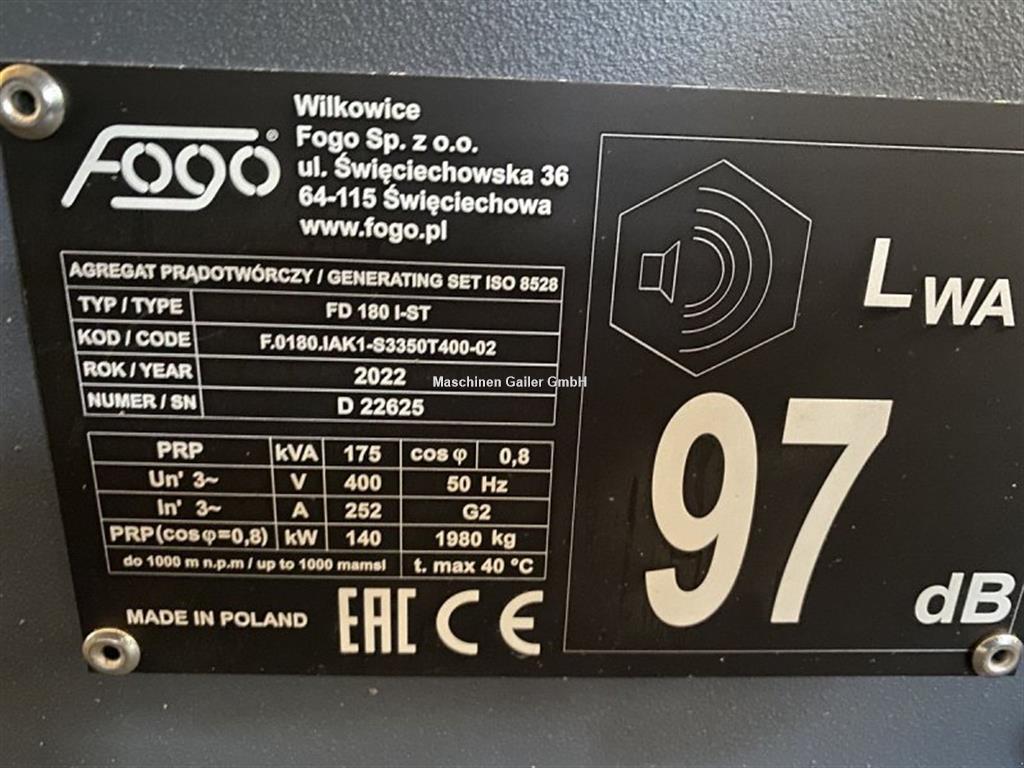 Fogo®
Wilkowice
Fogo Sp. z o.o.
ul. Święciechowska 36
64-115 Święciechowa
www.fogo.pl
AGREGAT PRĄDOTWÓRCZY / GENERATING SET ISO 8528
TYP / TYPE FD 180 I-ST
KOD / CODE F.0180.IAK1-S3350T400-02
ROK / YEAR 2022
NUMER / SN D 22625
Maschinen Gailer GmbH
PRP kVA 175 cos φ 0,8
Un' 3~ V 400 50 Hz
In' 3~ A 252 G2
PRP(cosφ=0,8) kW 140 1980 kg
do 1000 m n.p.m / up to 1000 mamsl t. max 40 °C
MADE IN POLAND EAC CE
LWA
97
dB